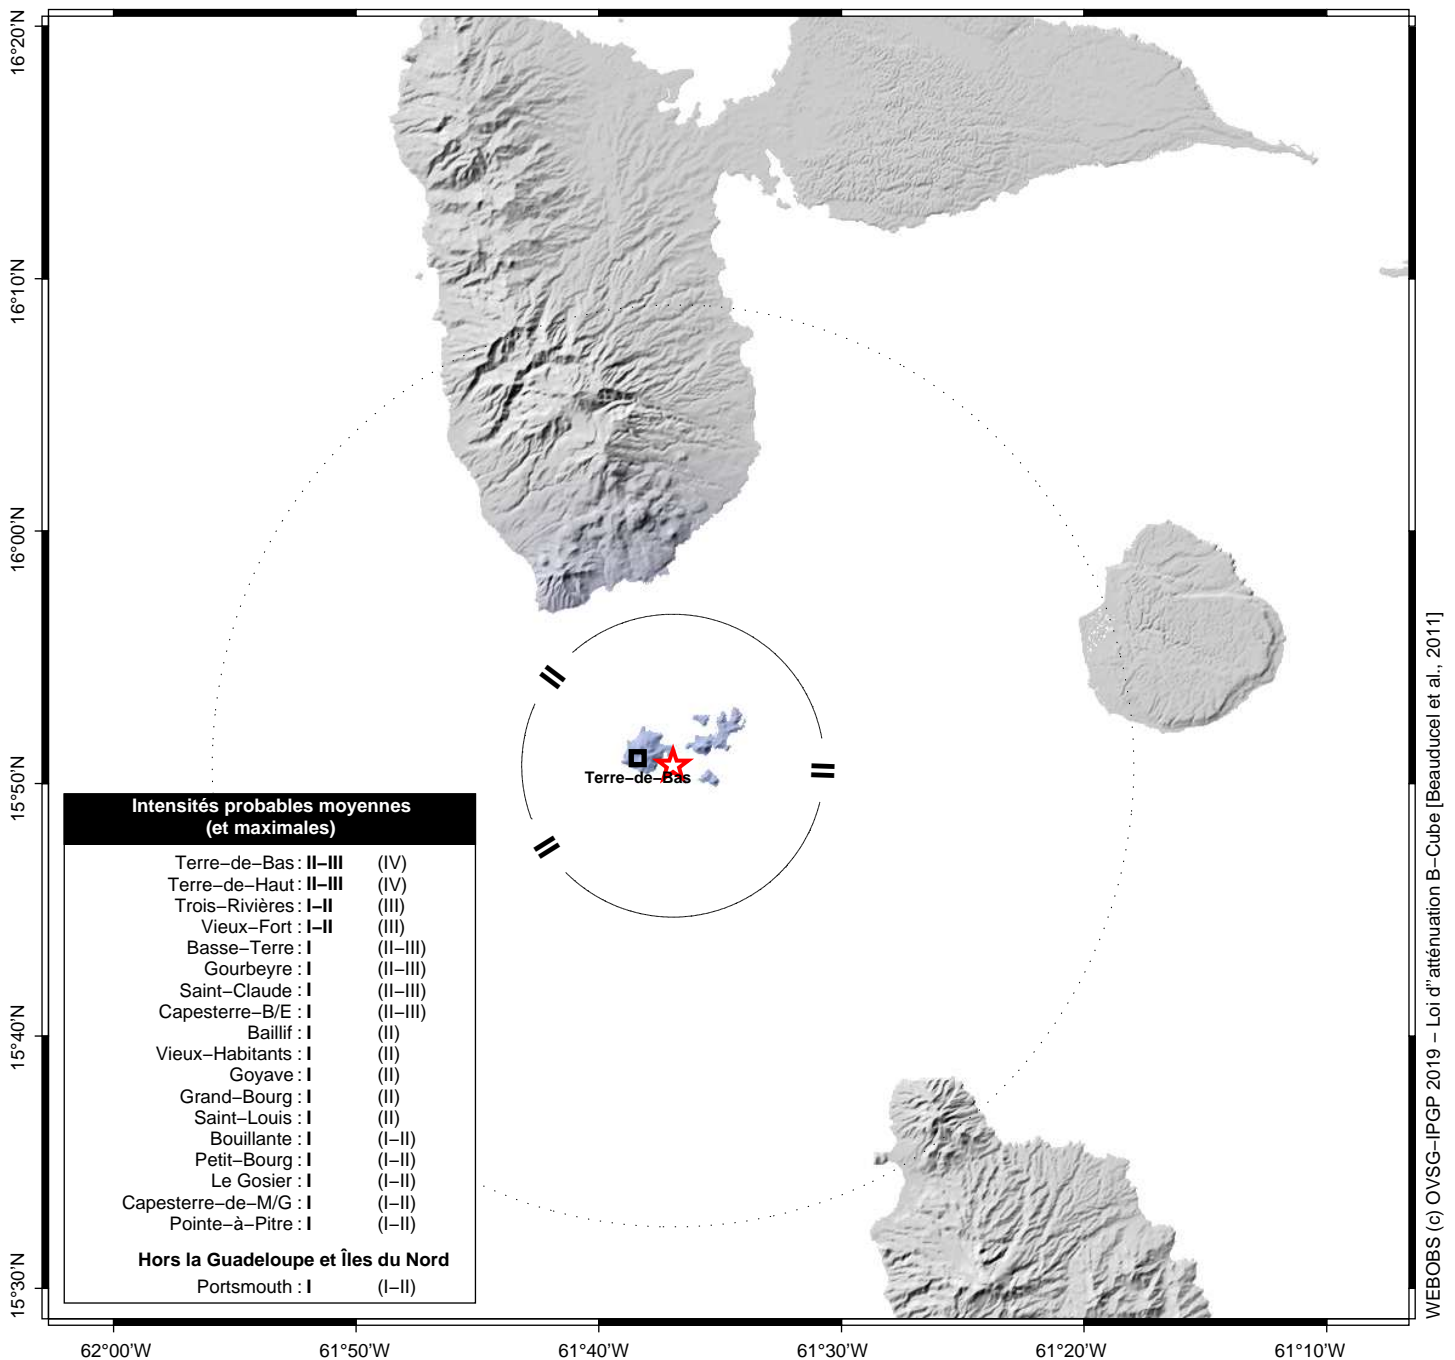 16°20'N
16°10'N
16°00'N
15°50'N
15°40'N
15°30'N
62°00'W
61°50'W
61°40'W
61°30'W
61°20'W
61°10'W
II
II
II
Terre−de−Bas
Intensités probables moyennes
(et maximales)
Terre−de−Bas : II−III (IV)
Terre−de−Haut : II−III (IV)
Trois−Rivières : I−II (III)
Vieux−Fort : I−II (III)
Basse−Terre : I (II−III)
Gourbeyre : I (II−III)
Saint−Claude : I (II−III)
Capesterre−B/E : I (II−III)
Baillif : I (II)
Vieux−Habitants : I (II)
Goyave : I (II)
Grand−Bourg : I (II)
Saint−Louis : I (II)
Bouillante : I (I−II)
Petit−Bourg : I (I−II)
Le Gosier : I (I−II)
Capesterre−de−M/G : I (I−II)
Pointe−à−Pitre : I (I−II)
Hors la Guadeloupe et Îles du Nord
Portsmouth : I (I−II)
WEBOBS (c) OVSG−IPGP 2019 − Loi d''atténuation B−Cube [Beauducel et al., 2011]